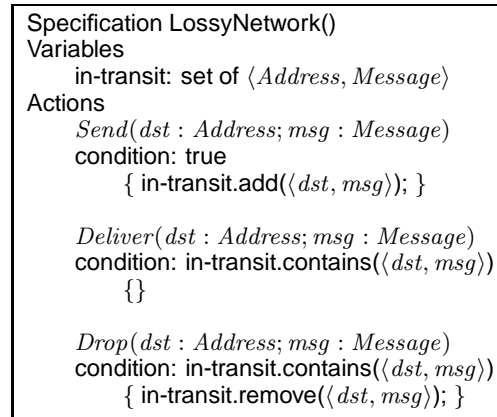 Specification LossyNetwork()
Variables
in-transit: set of ⟨Address, Message⟩
Actions
Send(dst : Address; msg : Message)
condition: true
{ in-transit.add(⟨dst, msg⟩); }
Deliver(dst : Address; msg : Message)
condition: in-transit.contains(⟨dst, msg⟩)
{}
Drop(dst : Address; msg : Message)
condition: in-transit.contains(⟨dst, msg⟩)
{ in-transit.remove(⟨dst, msg⟩); }